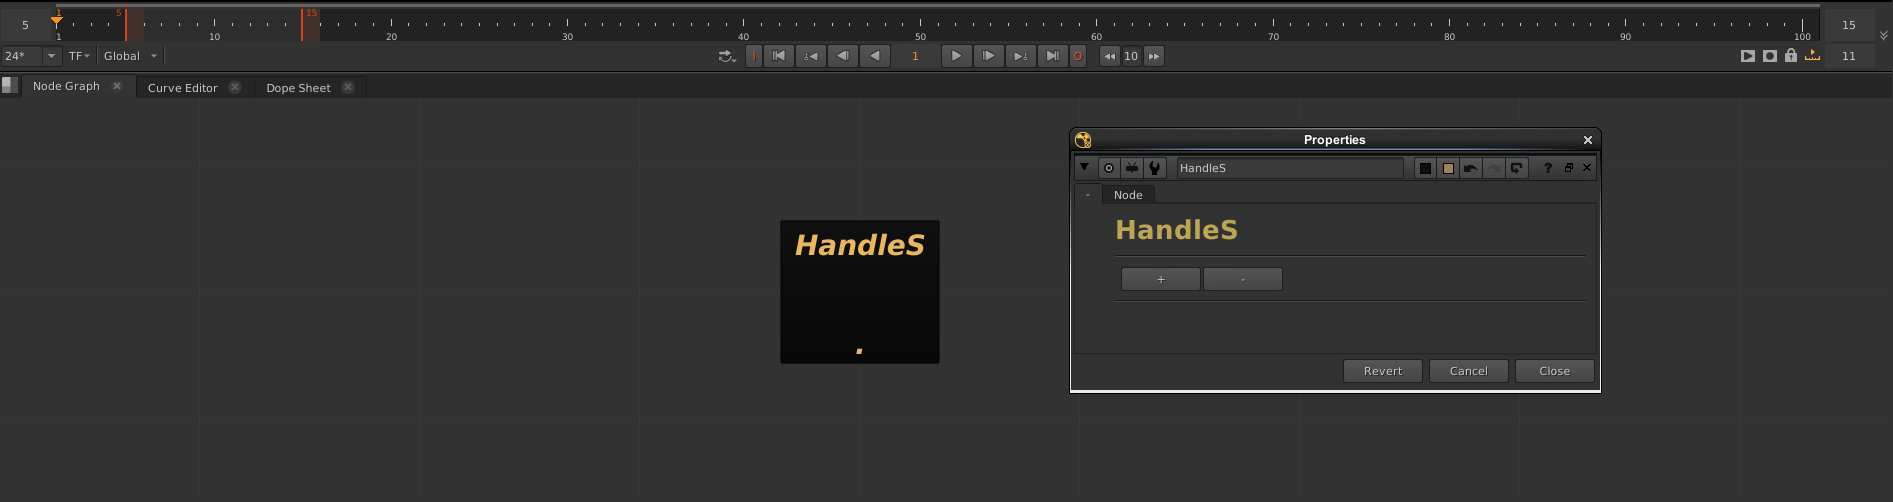 1 5 15
5 15
1 10 20 30 40 50 60 70 80 90 100
24* TF Global I 1 O 10 11
Node Graph Curve Editor Dope Sheet
Properties
HandleS ?
- Node
HandleS
+ -
Revert Cancel Close
HandleS
.